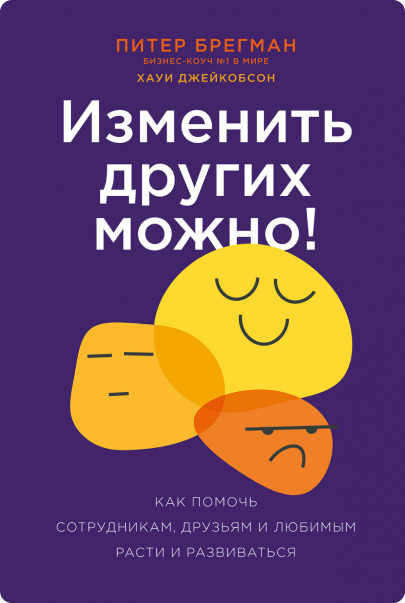 ПИТЕР БРЕГМАН
БИЗНЕС-КОУЧ №1 В МИРЕ
ХАУИ ДЖЕЙКОБСОН
Изменить
других
можно!
КАК ПОМОЧЬ
СОТРУДНИКАМ, ДРУЗЬЯМ И ЛЮБИМЫМ
РАСТИ И РАЗВИВАТЬСЯ